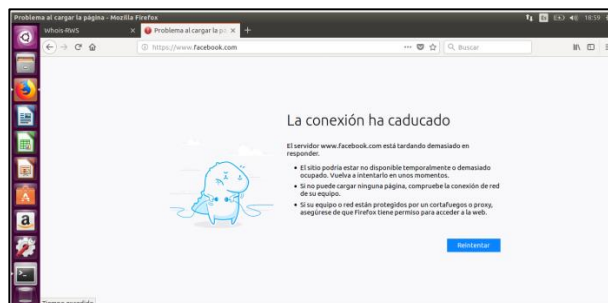 Problema al cargar la página - Mozilla Firefox
Es
18:59
Whois-RWS
Problema al cargar la pá
https://www.facebook.com
Buscar
La conexión ha caducado
El servidor www.facebook.com está tardando demasiado en
responder.
• El sitio podría estar no disponible temporalmente o demasiado
ocupado. Vuelva a intentarlo en unos momentos.
• Si no puede cargar ninguna página, compruebe la conexión de red
de su equipo.
• Si su equipo o red están protegidos por un cortafuegos o proxy,
asegúrese de que Firefox tiene permiso para acceder a la web.
Reintentar